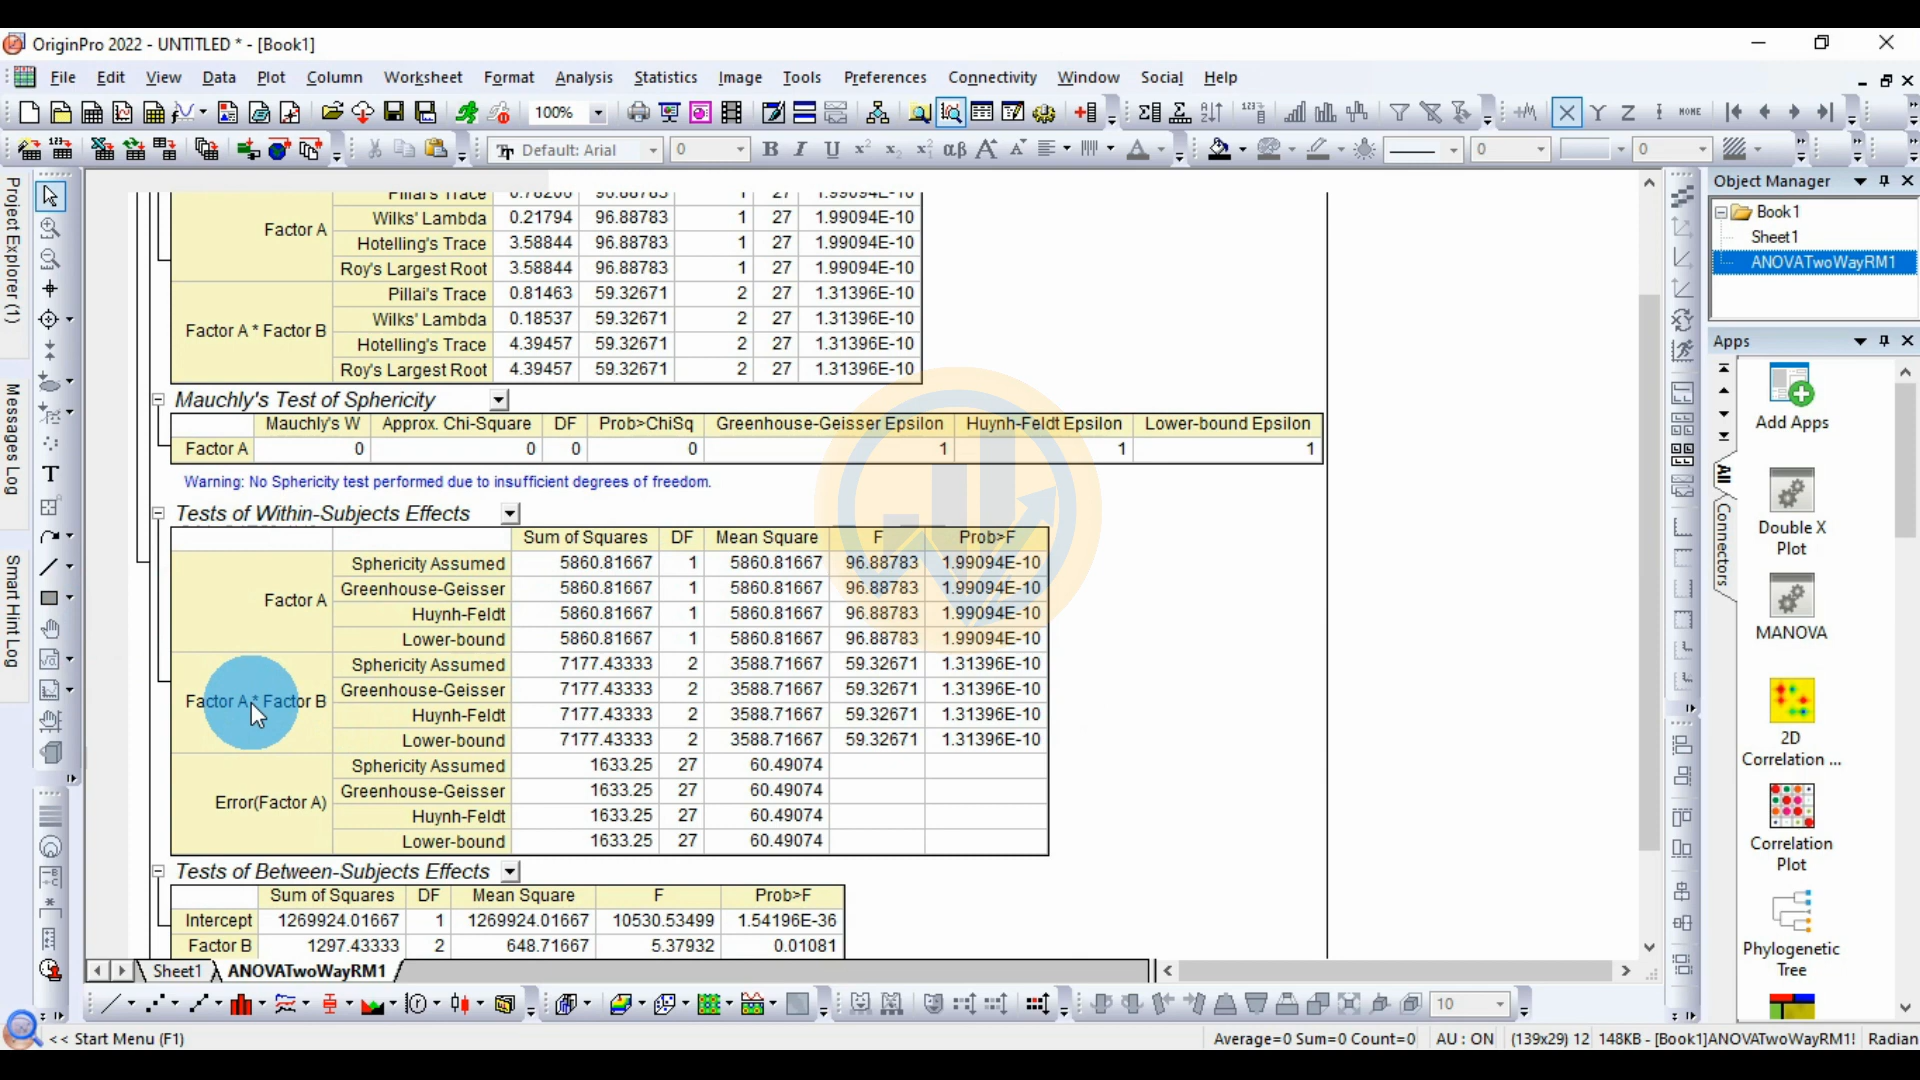 OriginPro 2022 - UNTITLED * - [Book1]
File Edit View Data Plot Column Worksheet Format Analysis Statistics Image Tools Preferences Connectivity Window Social Help
100%
Default: Arial 0 B I U αβ 0 0
Project Explorer (1)
Messages Log
Smart Hint Log
Factor A
Pillai's Trace 0.78206 96.88783 1 27 1.99094E-10
Wilks' Lambda 0.21794 96.88783 1 27 1.99094E-10
Hotelling's Trace 3.58844 96.88783 1 27 1.99094E-10
Roy's Largest Root 3.58844 96.88783 1 27 1.99094E-10
Factor A * Factor B
Pillai's Trace 0.81463 59.32671 2 27 1.31396E-10
Wilks' Lambda 0.18537 59.32671 2 27 1.31396E-10
Hotelling's Trace 4.39457 59.32671 2 27 1.31396E-10
Roy's Largest Root 4.39457 59.32671 2 27 1.31396E-10
Mauchly's Test of Sphericity
Mauchly's W Approx. Chi-Square DF Prob>ChiSq Greenhouse-Geisser Epsilon Huynh-Feldt Epsilon Lower-bound Epsilon
Factor A 0 0 0 0 1 1 1
Warning: No Sphericity test performed due to insufficient degrees of freedom.
Tests of Within-Subjects Effects
Sum of Squares DF Mean Square F Prob>F
Factor A
Sphericity Assumed 5860.81667 1 5860.81667 96.88783 1.99094E-10
Greenhouse-Geisser 5860.81667 1 5860.81667 96.88783 1.99094E-10
Huynh-Feldt 5860.81667 1 5860.81667 96.88783 1.99094E-10
Lower-bound 5860.81667 1 5860.81667 96.88783 1.99094E-10
Factor A * Factor B
Sphericity Assumed 7177.43333 2 3588.71667 59.32671 1.31396E-10
Greenhouse-Geisser 7177.43333 2 3588.71667 59.32671 1.31396E-10
Huynh-Feldt 7177.43333 2 3588.71667 59.32671 1.31396E-10
Lower-bound 7177.43333 2 3588.71667 59.32671 1.31396E-10
Error(Factor A)
Sphericity Assumed 1633.25 27 60.49074
Greenhouse-Geisser 1633.25 27 60.49074
Huynh-Feldt 1633.25 27 60.49074
Lower-bound 1633.25 27 60.49074
Tests of Between-Subjects Effects
Sum of Squares DF Mean Square F Prob>F
Intercept 1269924.01667 1 1269924.01667 10530.53499 1.54196E-36
Factor B 1297.43333 2 648.71667 5.37932 0.01081
Sheet1 ANOVATwoWayRM1
Object Manager
Book1
Sheet1
ANOVATwoWayRM1
Apps
All
Connectors
Add Apps
Double X
Plot
MANOVA
2D
Correlation ...
Correlation
Plot
Phylogenetic
Tree
10
<< Start Menu (F1)
Average=0 Sum=0 Count=0 AU : ON (139x29) 12 148KB - [Book1]ANOVATwoWayRM1! Radian